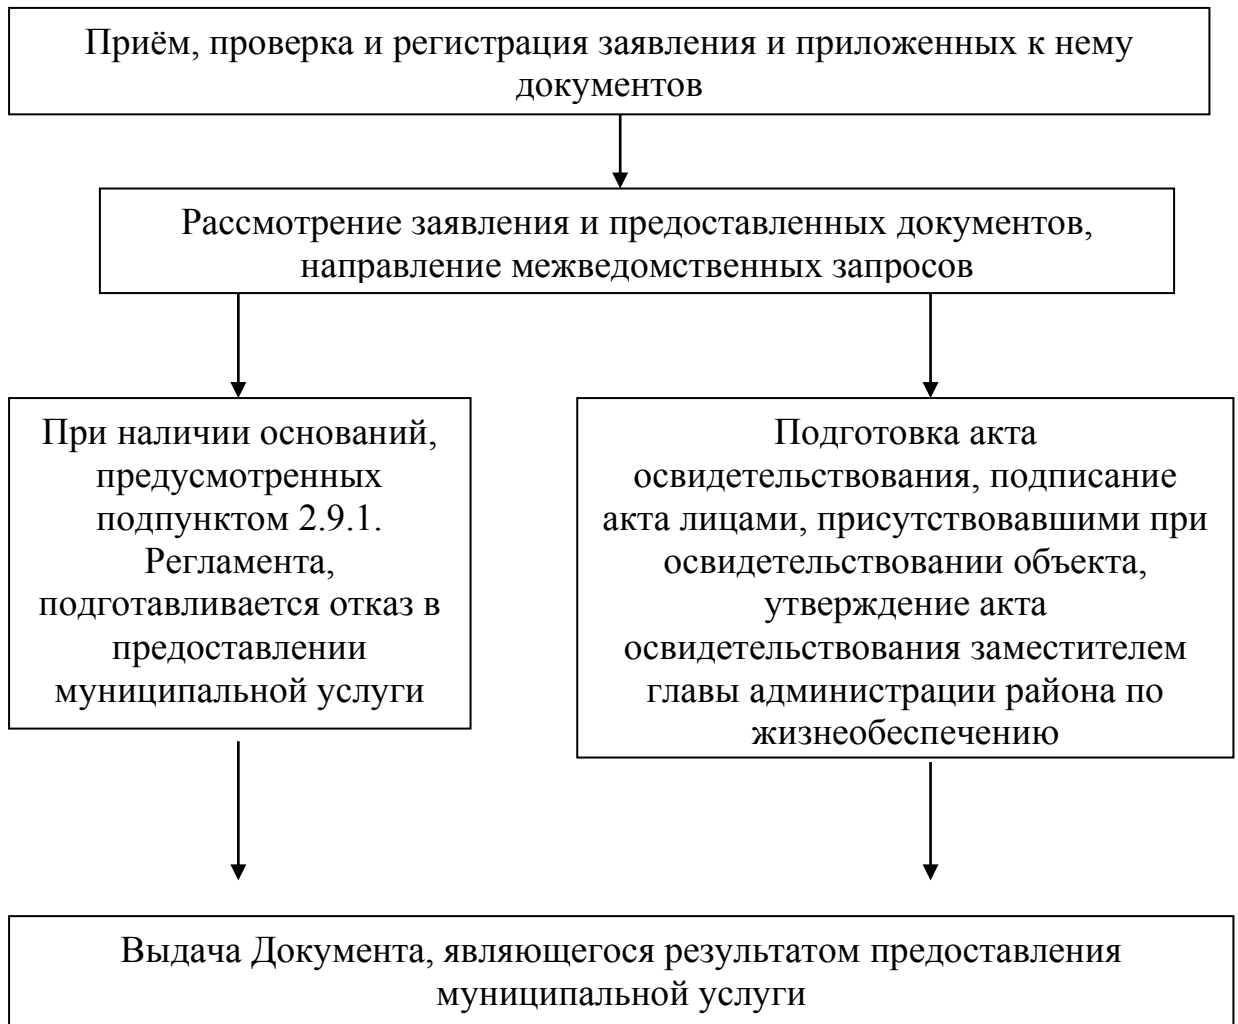 Приём, проверка и регистрация заявления и приложенных к нему
документов
Рассмотрение заявления и предоставленных документов,
направление межведомственных запросов
При наличии оснований,
предусмотренных
подпунктом 2.9.1.
Регламента,
подготавливается отказ в
предоставлении
муниципальной услуги
Подготовка акта
освидетельствования, подписание
акта лицами, присутствовавшими при
освидетельствовании объекта,
утверждение акта
освидетельствования заместителем
главы администрации района по
жизнеобеспечению
Выдача Документа, являющегося результатом предоставления
муниципальной услуги